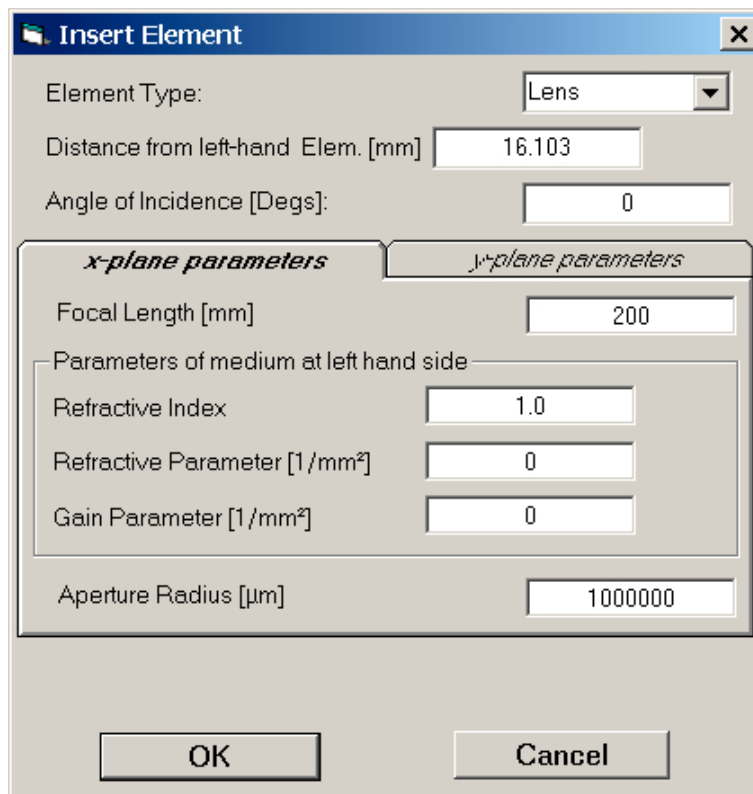 Insert Element
Element Type: Lens
Distance from left-hand Elem. [mm] 16.103
Angle of Incidence [Degs]: 0
x-plane parameters y-plane parameters
Focal Length [mm] 200
Parameters of medium at left hand side
Refractive Index 1.0
Refractive Parameter [1/mm²] 0
Gain Parameter [1/mm²] 0
Aperture Radius [µm] 1000000
OK Cancel